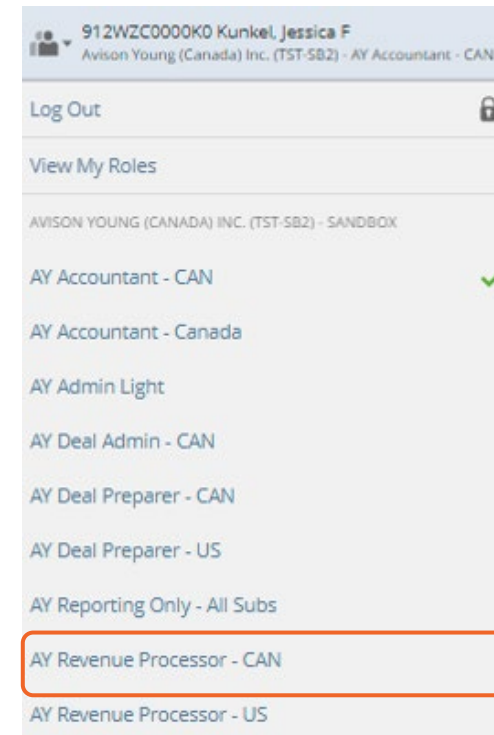 912WZC0000K0 Kunkel, Jessica F
Avison Young (Canada) Inc. (TST-SB2) - AY Accountant - CAN
Log Out
View My Roles
AVISON YOUNG (CANADA) INC. (TST-SB2) - SANDBOX
AY Accountant - CAN
AY Accountant - Canada
AY Admin Light
AY Deal Admin - CAN
AY Deal Preparer - CAN
AY Deal Preparer - US
AY Reporting Only - All Subs
AY Revenue Processor - CAN
AY Revenue Processor - US